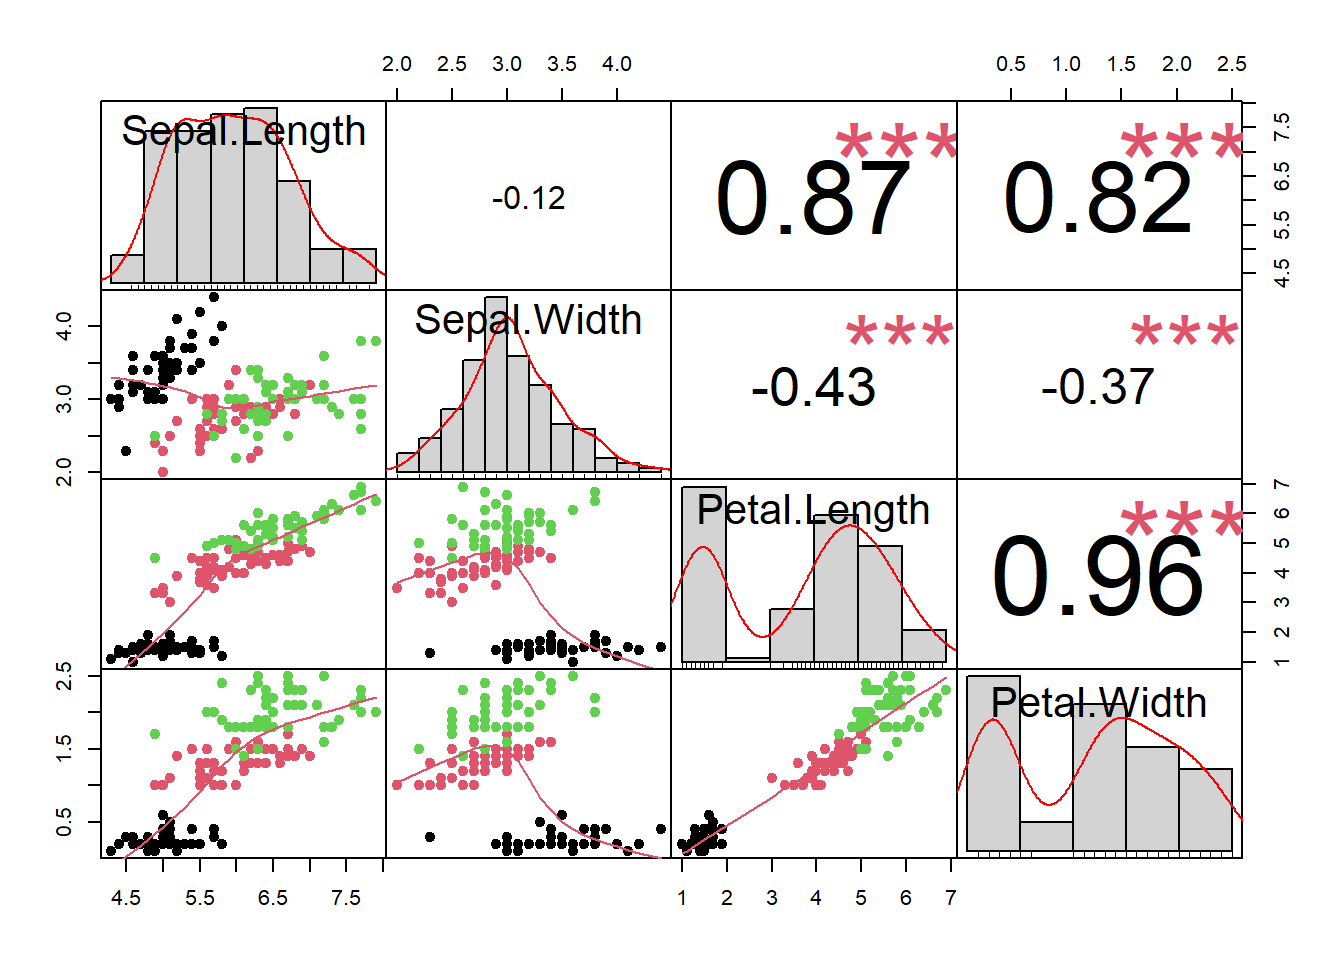 2.0 2.5 3.0 3.5 4.0
0.5 1.0 1.5 2.0 2.5
Sepal.Length
-0.12
***
0.87
***
0.82
4.5 5.5 6.5 7.5
2.0 3.0 4.0
Sepal.Width
***
-0.43
***
-0.37
Petal.Length
***
0.96
1 2 3 4 5 6 7
0.5 1.5 2.5
Petal.Width
4.5 5.5 6.5 7.5
1 2 3 4 5 6 7